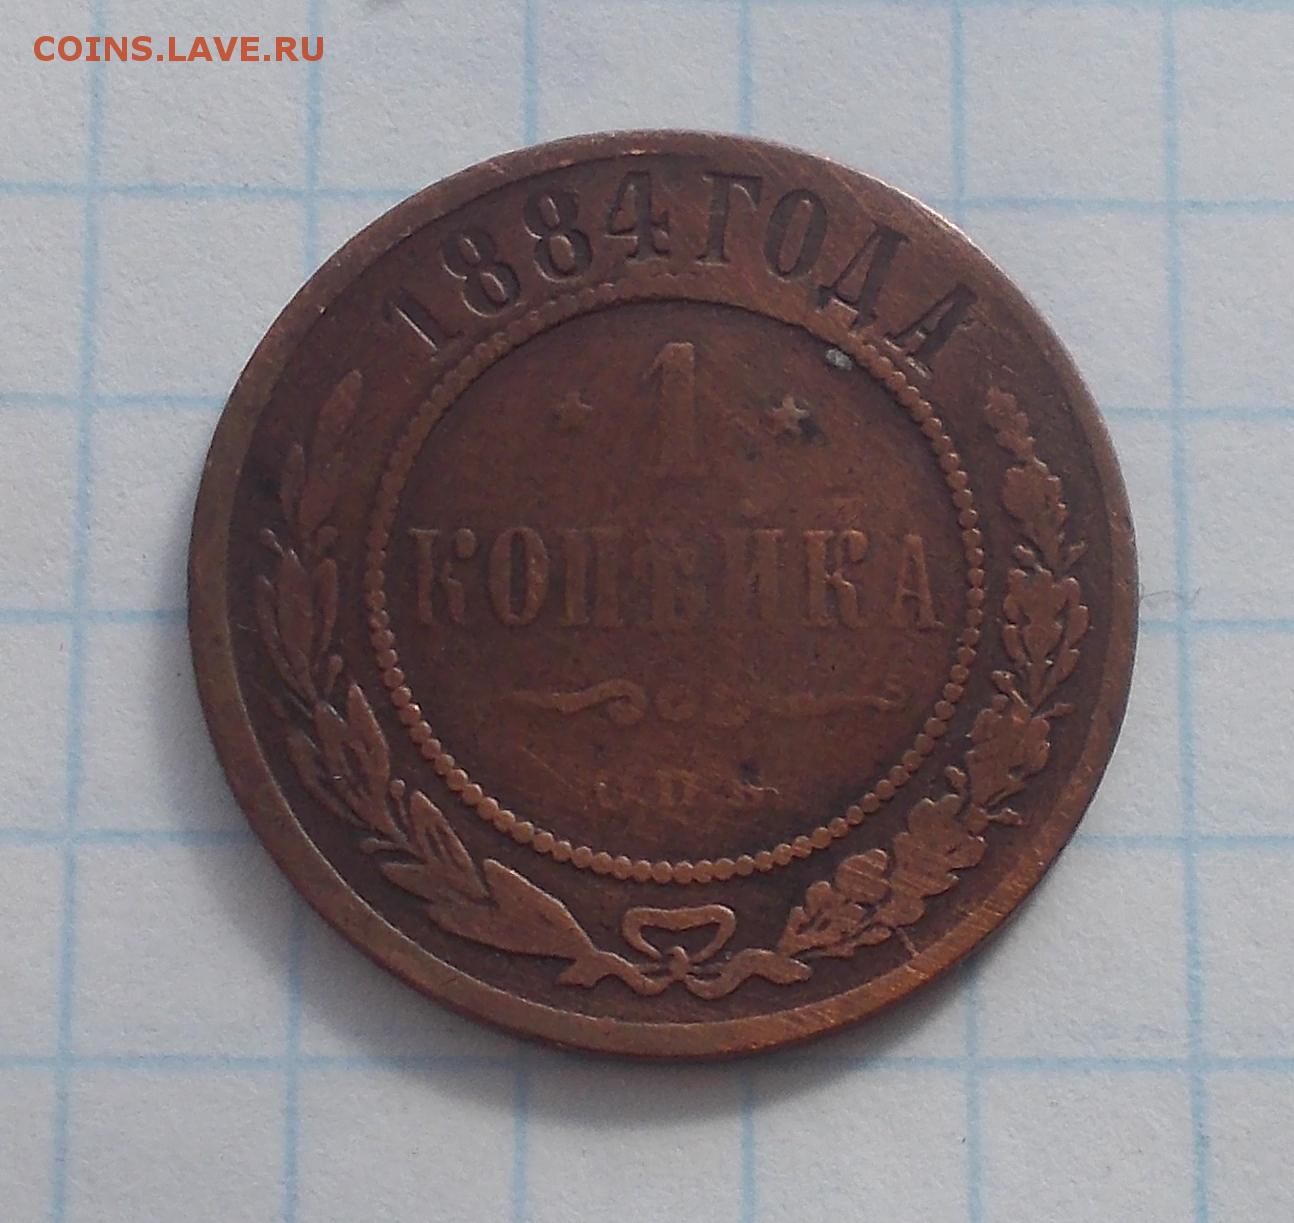 COINS.LAVE.RU
1884 ГОДА
1
КОПѢЙКА
С.П.Б.